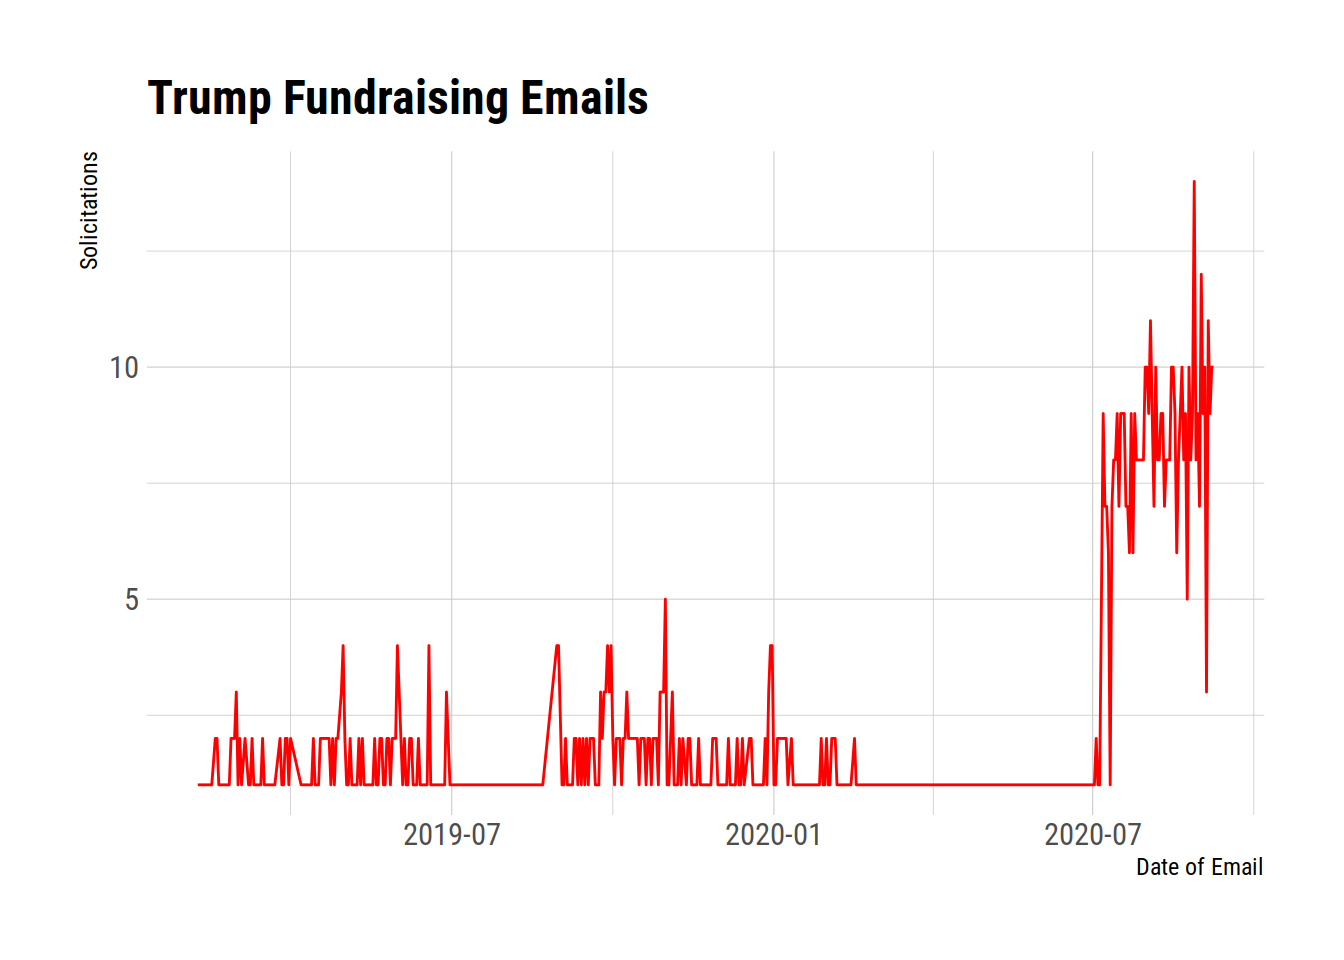 Trump Fundraising Emails
Solicitations
10
5
2019-07
2020-01
2020-07
Date of Email